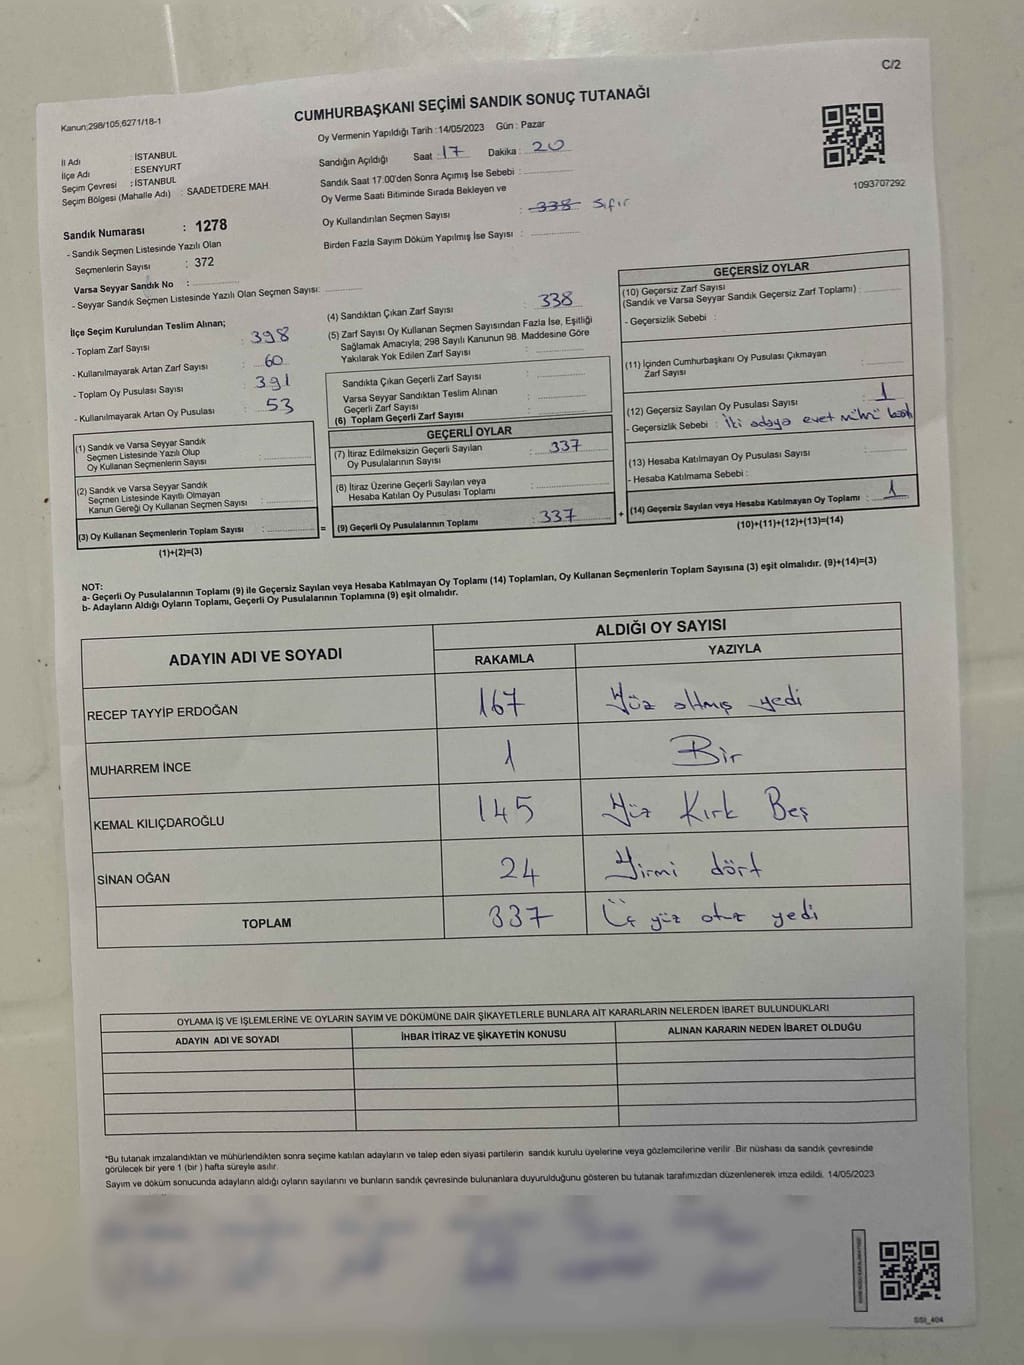 C/2
Kanun;298/105,6271/18-1
CUMHURBAŞKANI SEÇİMİ SANDIK SONUÇ TUTANAĞI
Oy Vermenin Yapıldığı Tarih : 14/05/2023 Gün : Pazar
İl Adı : İSTANBUL
İlçe Adı : ESENYURT
Seçim Çevresi : İSTANBUL
Seçim Bölgesi (Mahalle Adı) : SAADETDERE MAH.
Sandığın Açıldığı Saat : 17 Dakika : 20
Sandık Saat 17:00'den Sonra Açımış İse Sebebi :
Oy Verme Saati Bitiminde Sırada Bekleyen ve
Oy Kullandırılan Seçmen Sayısı : 338 Sıfır
Birden Fazla Sayım Döküm Yapılmış İse Sayısı :
1093707292
Sandık Numarası : 1278
- Sandık Seçmen Listesinde Yazılı Olan
Seçmenlerin Sayısı : 372
Varsa Seyyar Sandık No :
- Seyyar Sandık Seçmen Listesinde Yazılı Olan Seçmen Sayısı:
İlçe Seçim Kurulundan Teslim Alınan;
- Toplam Zarf Sayısı : 398
- Kullanılmayarak Artan Zarf Sayısı : 60
- Toplam Oy Pusulası Sayısı : 391
- Kullanılmayarak Artan Oy Pusulası : 53
(1) Sandık ve Varsa Seyyar Sandık
Seçmen Listesinde Yazılı Olup
Oy Kullanan Seçmenlerin Sayısı :
(2) Sandık ve Varsa Seyyar Sandık
Seçmen Listesinde Kayıtlı Olmayan
Kanun Gereği Oy Kullanan Seçmen Sayısı :
(3) Oy Kullanan Seçmenlerin Toplam Sayısı :
(1)+(2)=(3)
(4) Sandıktan Çıkan Zarf Sayısı : 338
(5) Zarf Sayısı Oy Kullanan Seçmen Sayısından Fazla İse, Eşitliği
Sağlamak Amacıyla; 298 Sayılı Kanunun 98. Maddesine Göre
Yakılarak Yok Edilen Zarf Sayısı :
Sandıkta Çıkan Geçerli Zarf Sayısı :
Varsa Seyyar Sandıktan Teslim Alınan
Geçerli Zarf Sayısı :
(6) Toplam Geçerli Zarf Sayısı :
GEÇERLİ OYLAR
(7) İtiraz Edilmeksizin Geçerli Sayılan
Oy Pusulalarının Sayısı : 337
(8) İtiraz Üzerine Geçerli Sayılan veya
Hesaba Katılan Oy Pusulası Toplamı :
= (9) Geçerli Oy Pusulalarının Toplamı : 337
GEÇERSİZ OYLAR
(10) Geçersiz Zarf Sayısı
(Sandık ve Varsa Seyyar Sandık Geçersiz Zarf Toplamı) :
- Geçersizlik Sebebi :
(11) İçinden Cumhurbaşkanı Oy Pusulası Çıkmayan
Zarf Sayısı :
(12) Geçersiz Sayılan Oy Pusulası Sayısı : 1
- Geçersizlik Sebebi : İki adaya evet mührü
(13) Hesaba Katılmayan Oy Pusulası Sayısı :
- Hesaba Katılmama Sebebi :
+ (14) Geçersiz Sayılan veya Hesaba Katılmayan Oy Toplamı : 1
(10)+(11)+(12)+(13)=(14)
NOT:
a- Geçerli Oy Pusulalarının Toplamı (9) ile Geçersiz Sayılan veya Hesaba Katılmayan Oy Toplamı (14) Toplamları, Oy Kullanan Seçmenlerin Toplam Sayısına (3) eşit olmalıdır. (9)+(14)=(3)
b- Adayların Aldığı Oyların Toplamı, Geçerli Oy Pusulalarının Toplamına (9) eşit olmalıdır.
ADAYIN ADI VE SOYADI ALDIĞI OY SAYISI
RAKAMLA YAZIYLA
RECEP TAYYİP ERDOĞAN 167 Yüz altmış yedi
MUHARREM İNCE 1 Bir
KEMAL KILIÇDAROĞLU 145 Yüz Kırk Beş
SİNAN OĞAN 24 Yirmi dört
TOPLAM 337 Üç yüz otuz yedi
OYLAMA İŞ VE İŞLEMLERİNE VE OYLARIN SAYIM VE DÖKÜMÜNE DAİR ŞİKAYETLERLE BUNLARA AİT KARARLARIN NELERDEN İBARET BULUNDUKLARI
ADAYIN ADI VE SOYADI İHBAR İTİRAZ VE ŞİKAYETİN KONUSU ALINAN KARARIN NEDEN İBARET OLDUĞU
*Bu tutanak imzalandıktan ve mühürlendikten sonra seçime katılan adayların ve talep eden siyasi partilerin sandık kurulu üyelerine veya gözlemcilerine verilir .Bir nüshası da sandık çevresinde
görülecek bir yere 1 (bir ) hafta süreyle asılır.
Sayım ve döküm sonucunda adayların aldığı oyların sayılarını ve bunların sandık çevresinde bulunanlara duyurulduğunu gösteren bu tutanak tarafımızdan düzenlenerek imza edildi. 14/05/2023
SSI_404